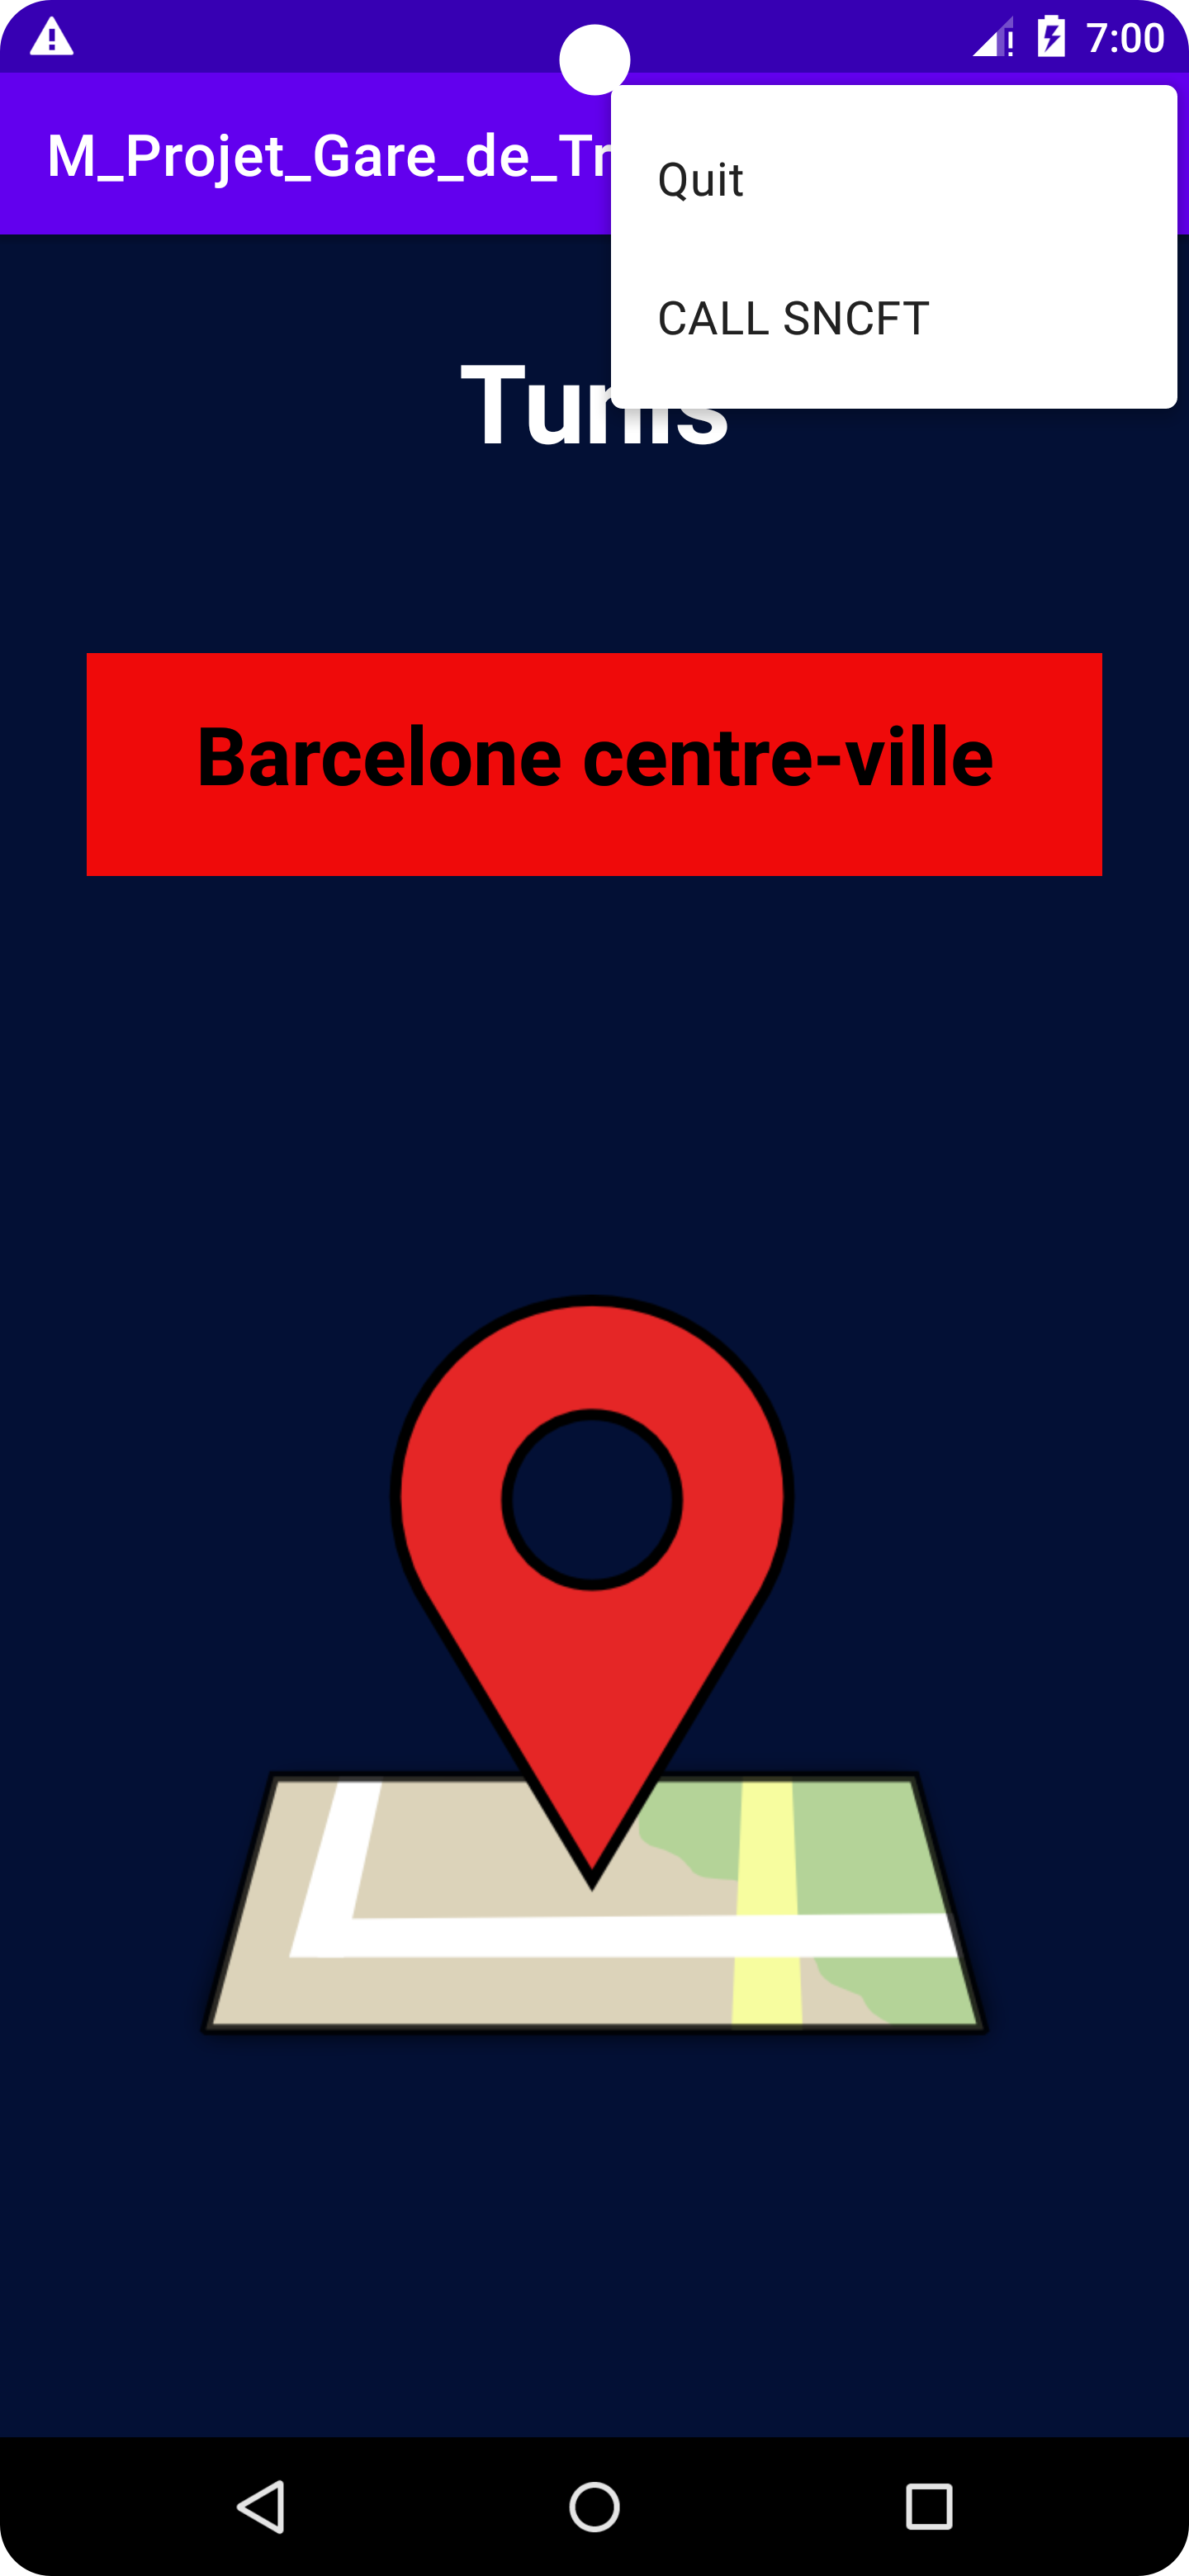 7:00
M_Projet_Gare_de_Tr
Quit
CALL SNCFT
Tunis
Barcelone centre-ville